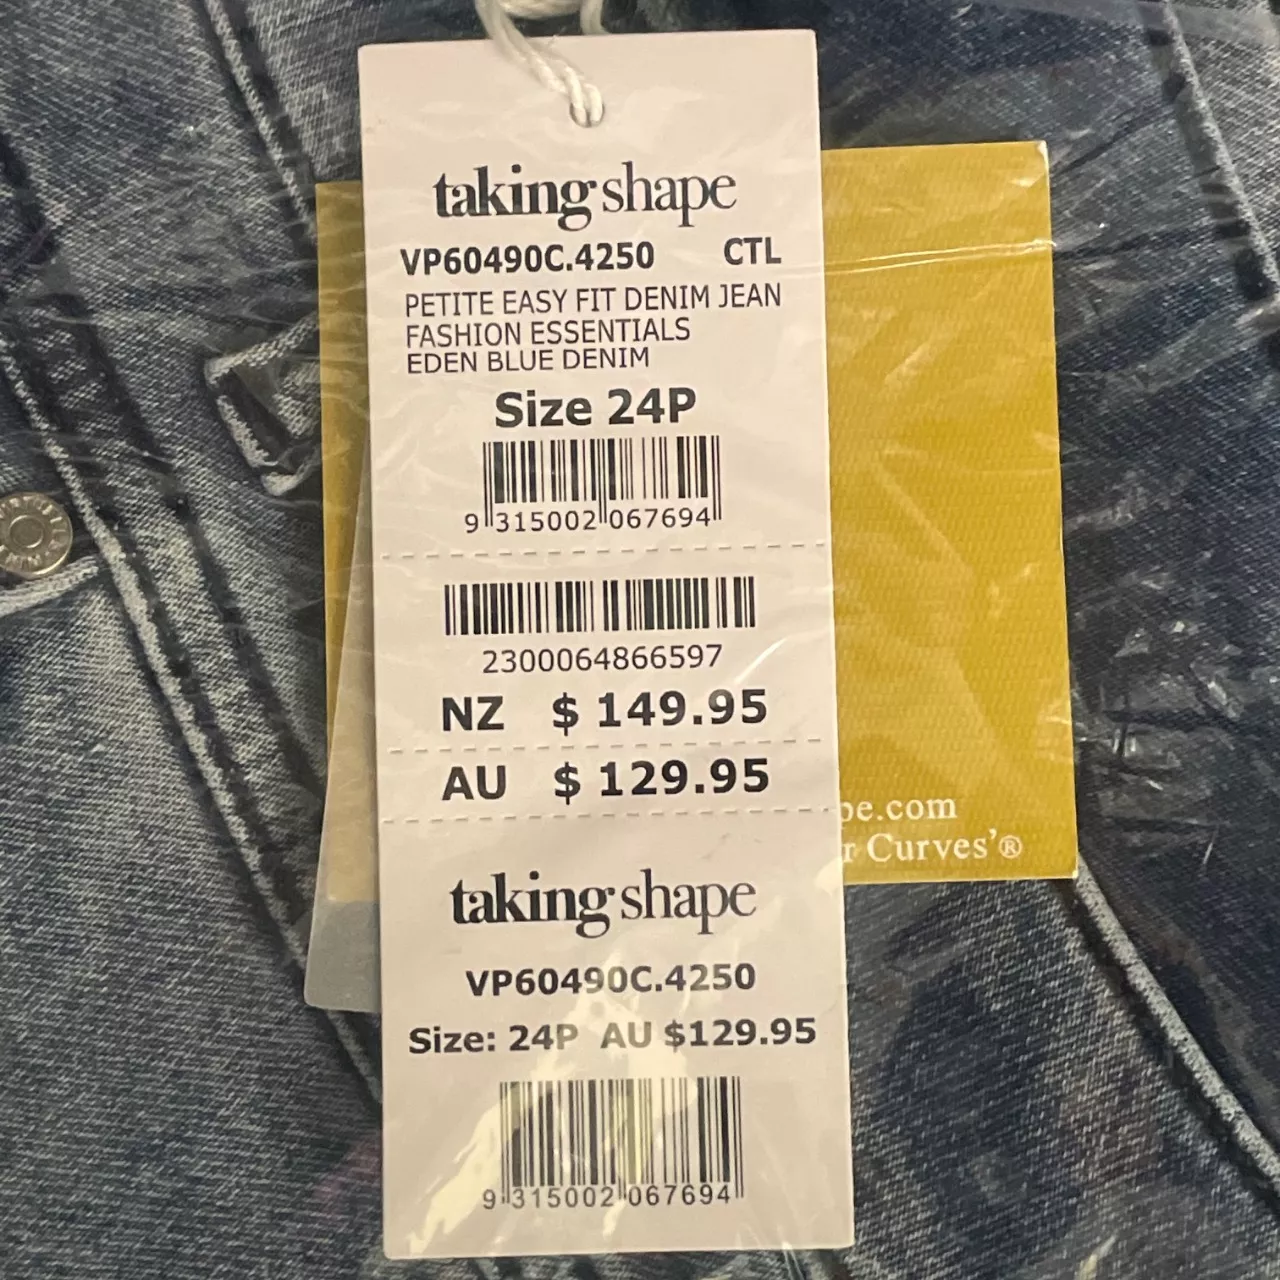 taking shape
VP60490C.4250 CTL
PETITE EASY FIT DENIM JEAN
FASHION ESSENTIALS
EDEN BLUE DENIM
Size 24P
9 315002 067694
2300064866597
NZ $ 149.95
AU $ 129.95
pe.com
r Curves'®
taking shape
VP60490C.4250
Size: 24P AU $129.95
9 315002 067694